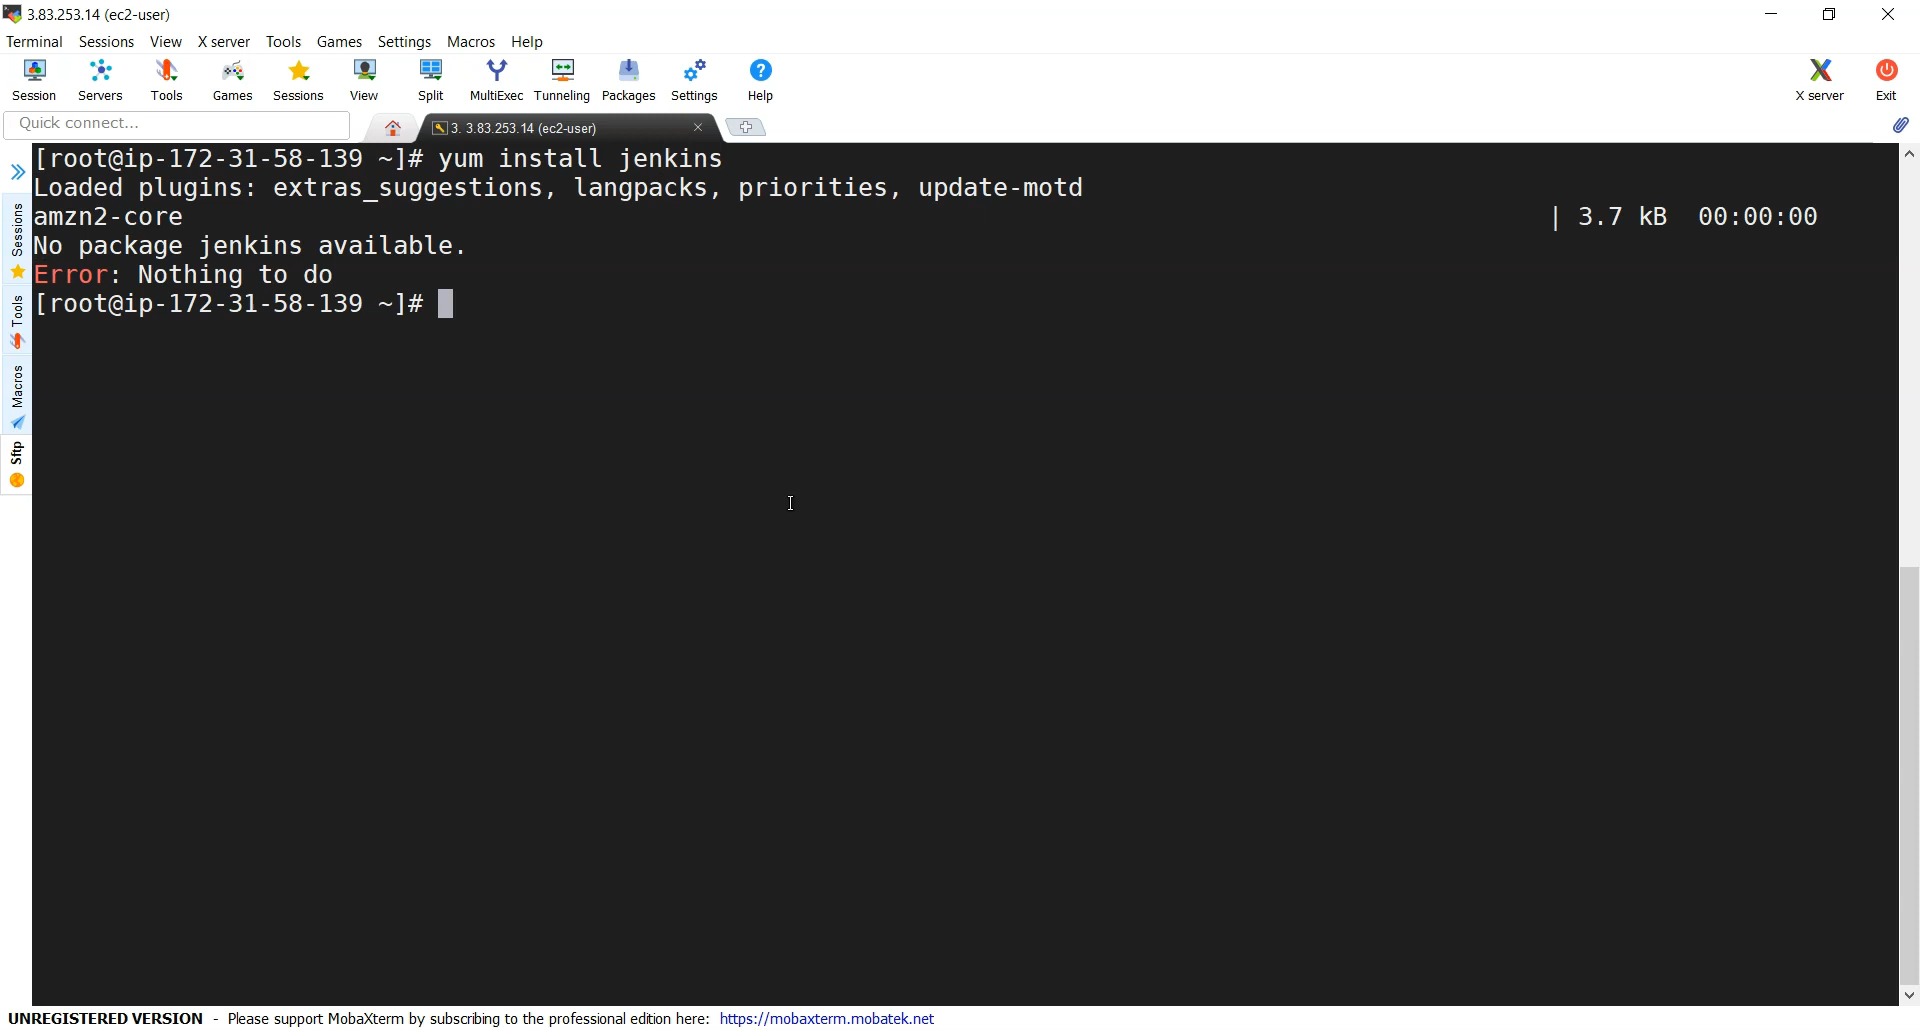 3.83.253.14 (ec2-user)
Terminal Sessions View X server Tools Games Settings Macros Help
Session Servers Tools Games Sessions View Split MultiExec Tunneling Packages Settings Help X server Exit
Quick connect...
3. 3.83.253.14 (ec2-user)
[root@ip-172-31-58-139 ~]# yum install jenkins
Loaded plugins: extras_suggestions, langpacks, priorities, update-motd
amzn2-core | 3.7 kB 00:00:00
No package jenkins available.
Error: Nothing to do
[root@ip-172-31-58-139 ~]#
Sessions
Tools
Macros
Sftp
UNREGISTERED VERSION - Please support MobaXterm by subscribing to the professional edition here: https://mobaxterm.mobatek.net